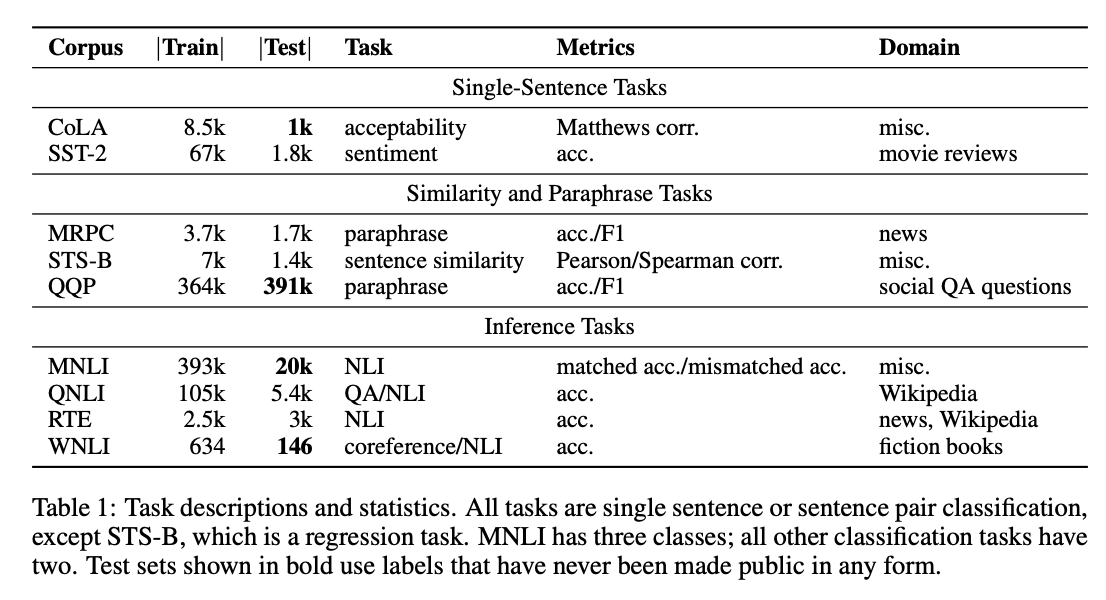 Corpus |Train| |Test| Task Metrics Domain
Single-Sentence Tasks
CoLA 8.5k 1k acceptability Matthews corr. misc.
SST-2 67k 1.8k sentiment acc. movie reviews
Similarity and Paraphrase Tasks
MRPC 3.7k 1.7k paraphrase acc./F1 news
STS-B 7k 1.4k sentence similarity Pearson/Spearman corr. misc.
QQP 364k 391k paraphrase acc./F1 social QA questions
Inference Tasks
MNLI 393k 20k NLI matched acc./mismatched acc. misc.
QNLI 105k 5.4k QA/NLI acc. Wikipedia
RTE 2.5k 3k NLI acc. news, Wikipedia
WNLI 634 146 coreference/NLI acc. fiction books
Table 1: Task descriptions and statistics. All tasks are single sentence or sentence pair classification,
except STS-B, which is a regression task. MNLI has three classes; all other classification tasks have
two. Test sets shown in bold use labels that have never been made public in any form.